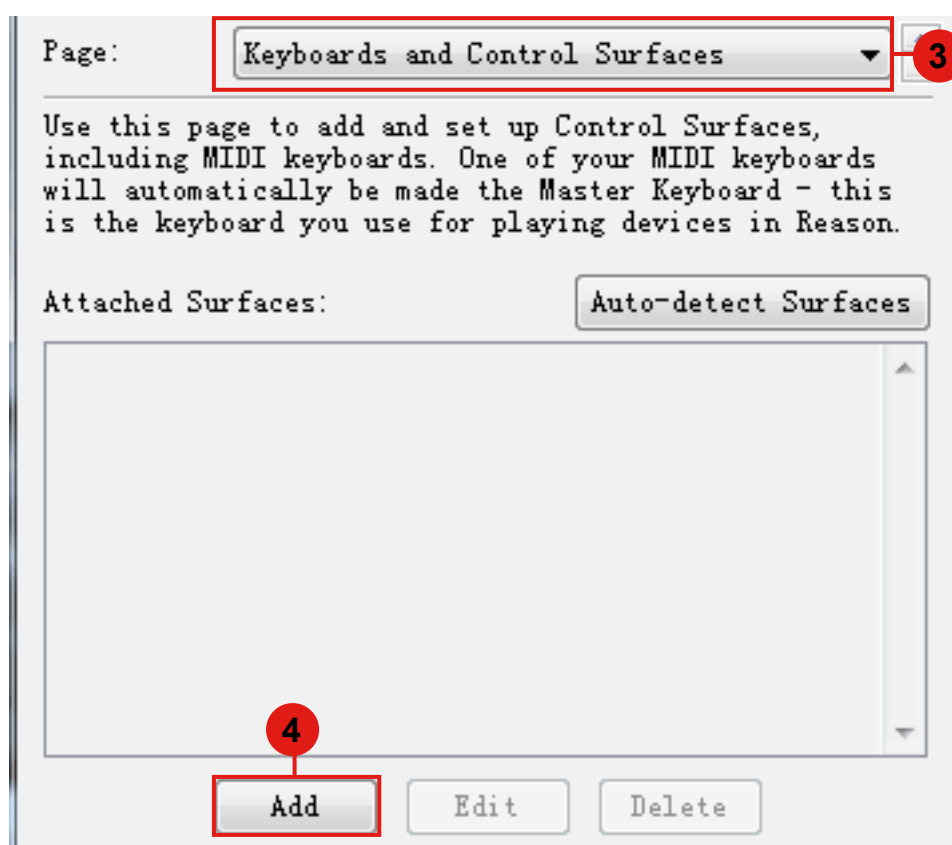 Page:
Keyboards and Control Surfaces
3
Use this page to add and set up Control Surfaces,
including MIDI keyboards. One of your MIDI keyboards
will automatically be made the Master Keyboard - this
is the keyboard you use for playing devices in Reason.
Attached Surfaces:
Auto-detect Surfaces
4
Add
Edit
Delete